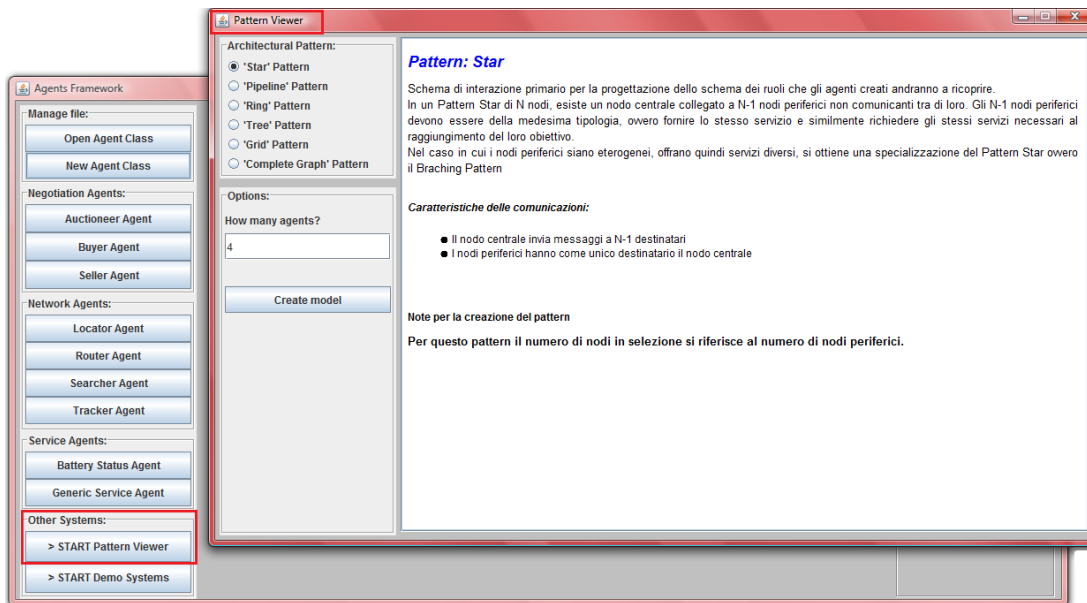 Agents Framework
Manage file:
Open Agent Class
New Agent Class
Negotiation Agents:
Auctioneer Agent
Buyer Agent
Seller Agent
Network Agents:
Locator Agent
Router Agent
Searcher Agent
Tracker Agent
Service Agents:
Battery Status Agent
Generic Service Agent
Other Systems:
> START Pattern Viewer
> START Demo Systems
Pattern Viewer
Architectural Pattern:
'Star' Pattern
'Pipeline' Pattern
'Ring' Pattern
'Tree' Pattern
'Grid' Pattern
'Complete Graph' Pattern
Options:
How many agents?
4
Create model
Pattern: Star
Schema di interazione primario per la progettazione dello schema dei ruoli che gli agenti creati andranno a ricoprire.
In un Pattern Star di N nodi, esiste un nodo centrale collegato a N-1 nodi periferici non comunicanti tra di loro. Gli N-1 nodi periferici
devono essere della medesima tipologia, ovvero fornire lo stesso servizio e similmente richiedere gli stessi servizi necessari al
raggiungimento del loro obiettivo.
Nel caso in cui i nodi periferici siano eterogenei, offrano quindi servizi diversi, si ottiene una specializzazione del Pattern Star ovvero
il Braching Pattern
Caratteristiche delle comunicazioni:
● Il nodo centrale invia messaggi a N-1 destinatari
● I nodi periferici hanno come unico destinatario il nodo centrale
Note per la creazione del pattern
Per questo pattern il numero di nodi in selezione si riferisce al numero di nodi periferici.